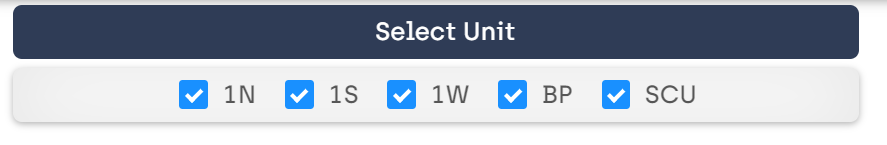 Select Unit
1N 1S 1W BP SCU